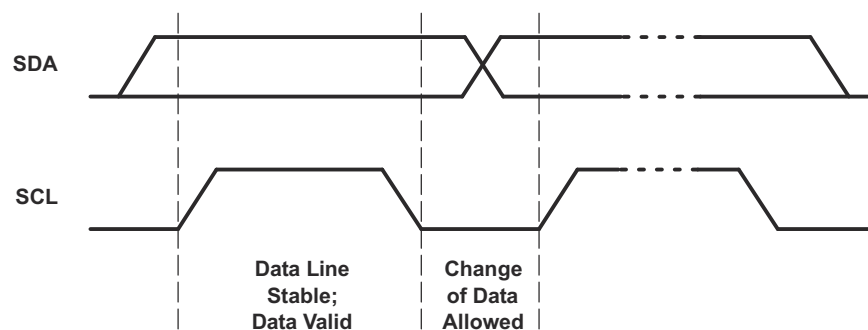 SDA
SCL
Data Line
Stable;
Data Valid
Change
of Data
Allowed